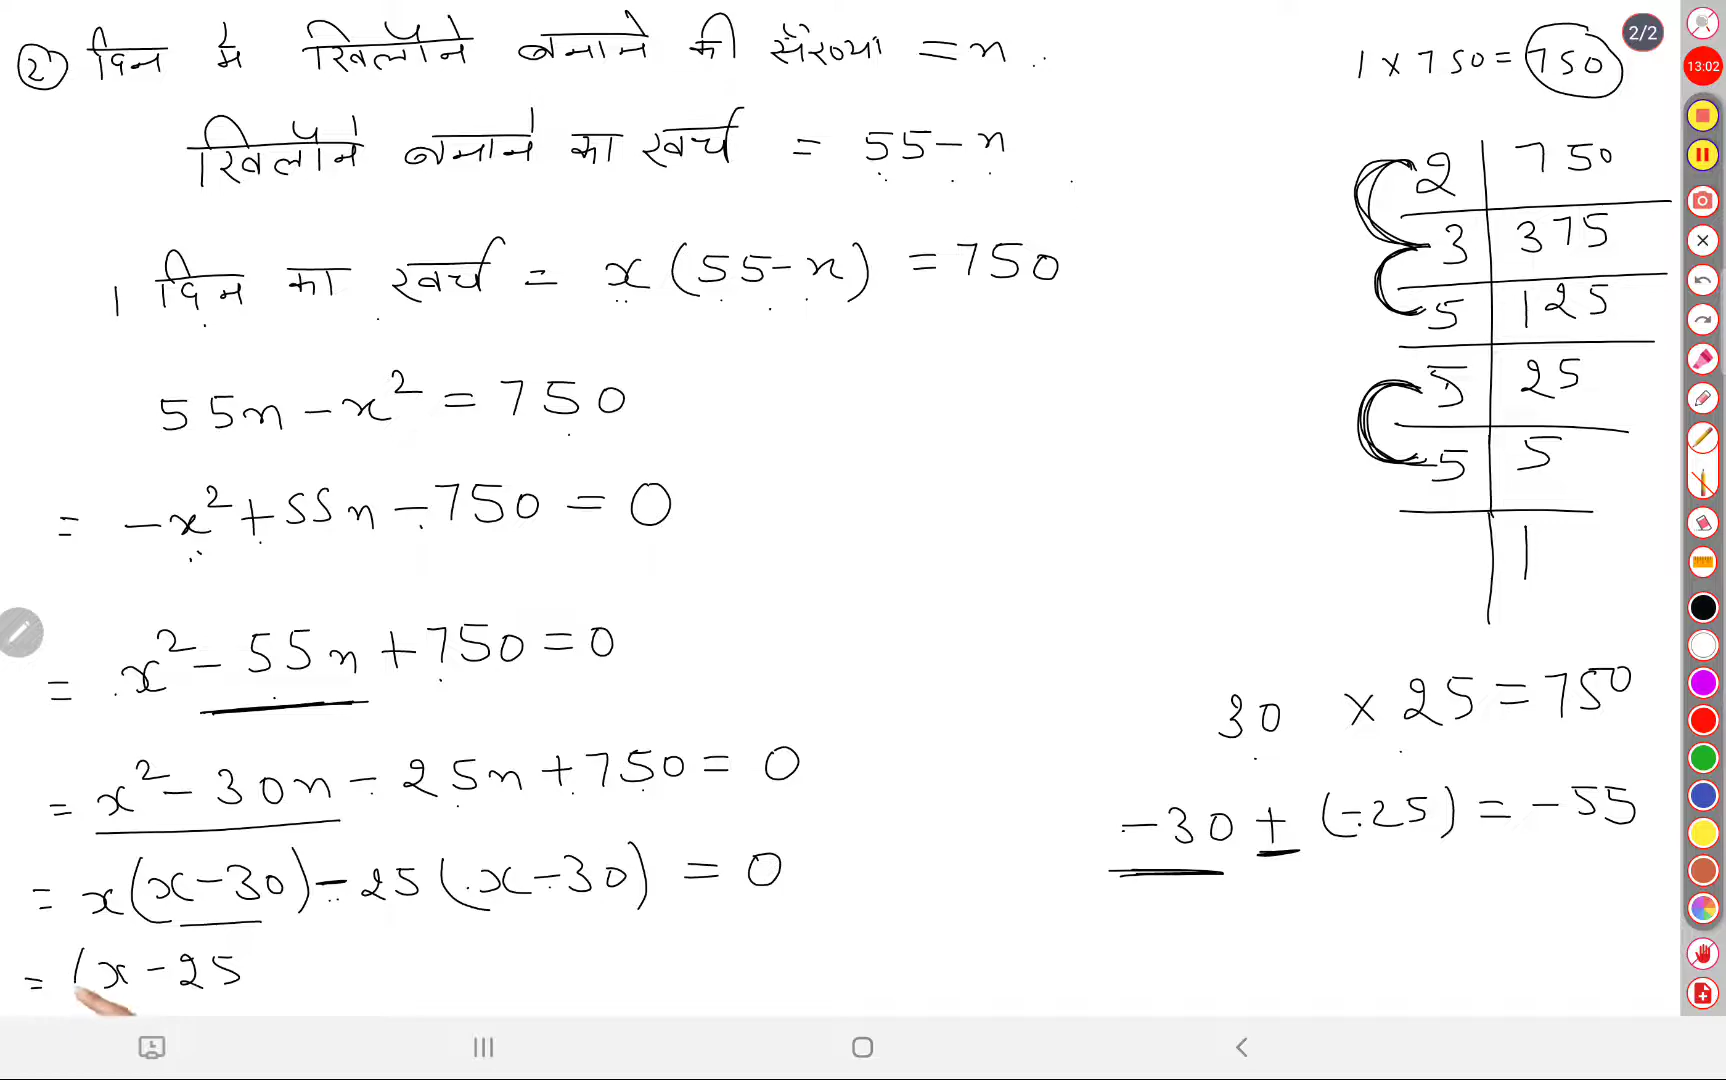 ② दिन में खिलौने बनाने की संख्या = x
खिलौने बनाने का खर्च = 55 - x
1 दिन का खर्च = x (55 - x) = 750
55x - x² = 750
= -x² + 55x - 750 = 0
= x² - 55x + 750 = 0
= x² - 30x - 25x + 750 = 0
= x(x - 30) - 25 (x - 30) = 0
= (x - 25
2/2
13:02
1 x 750 = 750
2 | 750
3 | 375
5 | 125
5 | 25
5 | 5
| 1
30 x 25 = 750
-30 + (-25) = -55